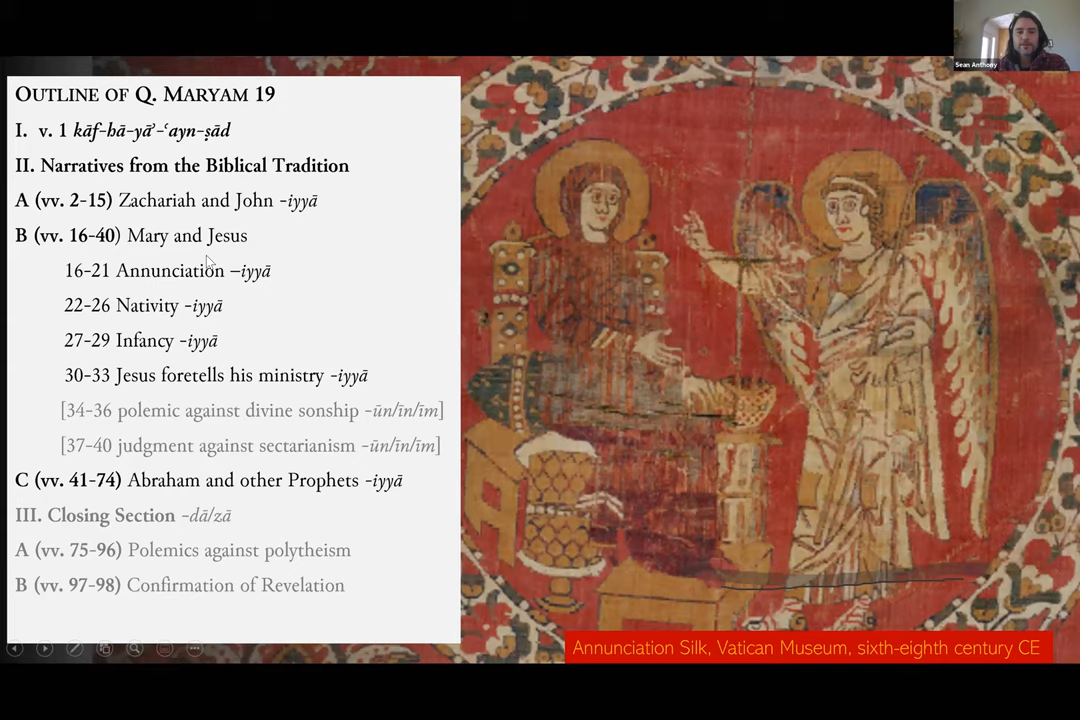 Sean Anthony
OUTLINE OF Q. MARYAM 19
I. v. 1 kāf-hā-yāʾ-ʿayn-ṣād
II. Narratives from the Biblical Tradition
A (vv. 2-15) Zachariah and John -iyyā
B (vv. 16-40) Mary and Jesus
16-21 Annunciation –iyyā
22-26 Nativity -iyyā
27-29 Infancy -iyyā
30-33 Jesus foretells his ministry -iyyā
[34-36 polemic against divine sonship -ūn/īn/īm]
[37-40 judgment against sectarianism -ūn/īn/īm]
C (vv. 41-74) Abraham and other Prophets -iyyā
III. Closing Section -dā/zā
A (vv. 75-96) Polemics against polytheism
B (vv. 97-98) Confirmation of Revelation
Annunciation Silk, Vatican Museum, sixth-eighth century CE